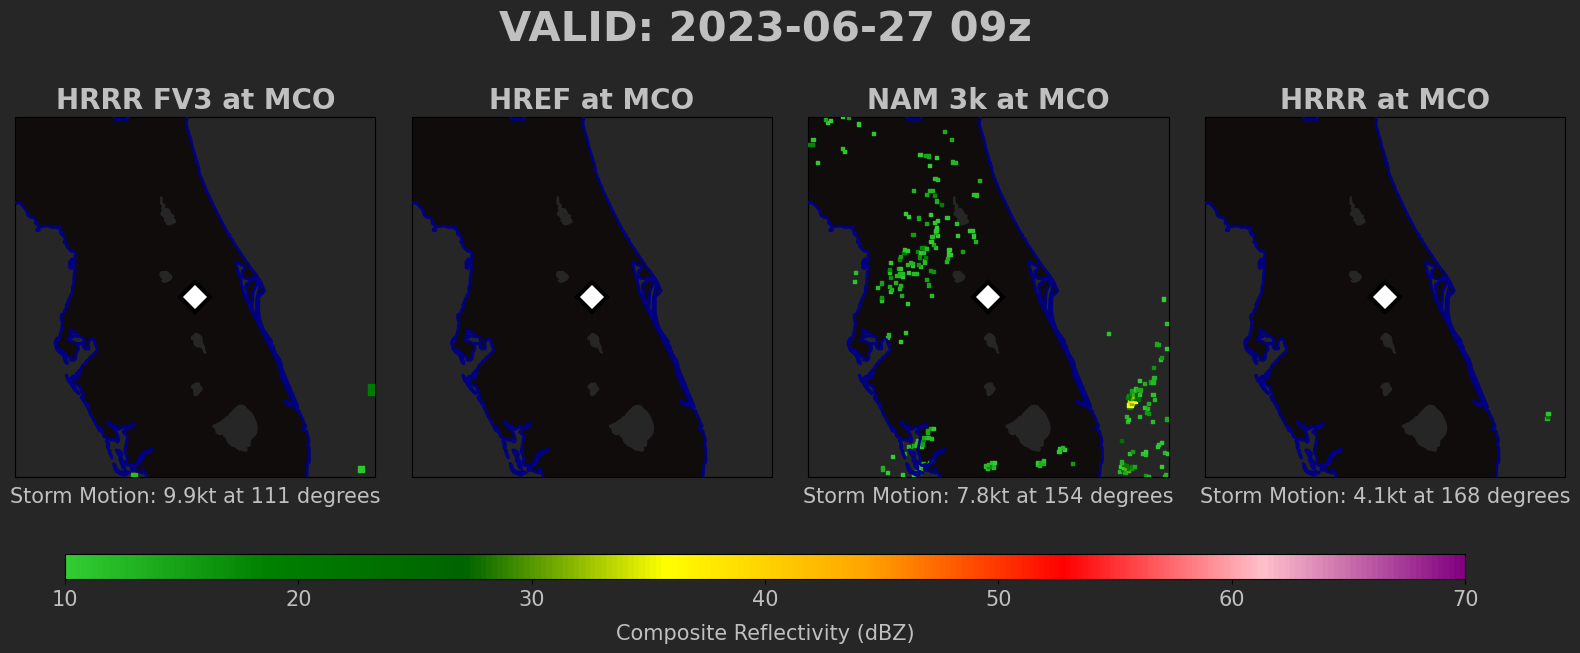 VALID: 2023-06-27 09z
HRRR FV3 at MCO
HREF at MCO
NAM 3k at MCO
HRRR at MCO
Storm Motion: 9.9kt at 111 degrees
Storm Motion: 7.8kt at 154 degrees
Storm Motion: 4.1kt at 168 degrees
10 20 30 40 50 60 70
Composite Reflectivity (dBZ)